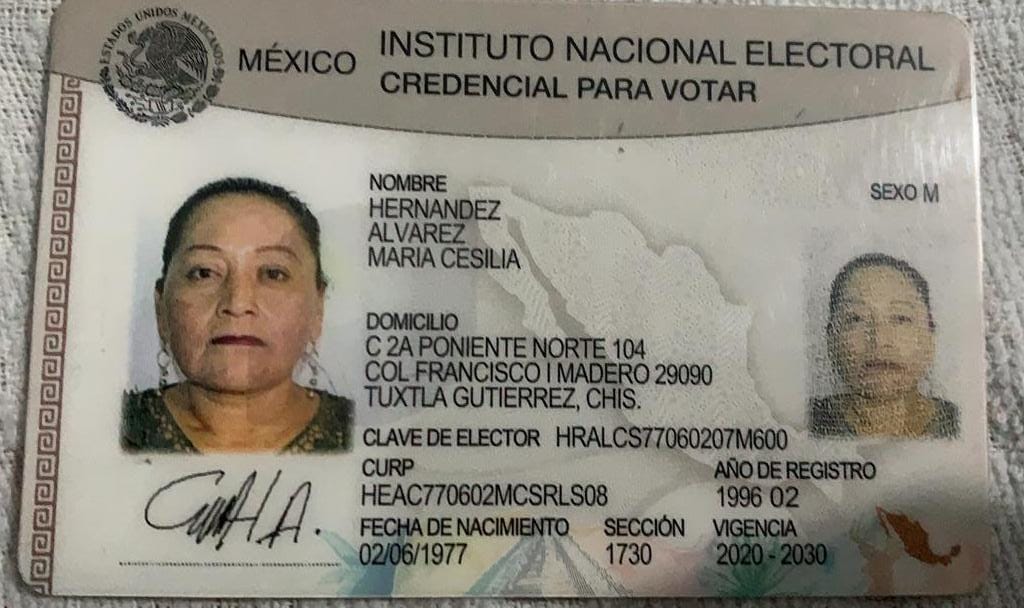 ESTADOS UNIDOS MEXICANOS
MÉXICO
INSTITUTO NACIONAL ELECTORAL
CREDENCIAL PARA VOTAR
NOMBRE
HERNANDEZ
ALVAREZ
MARIA CESILIA
SEXO M
DOMICILIO
C 2A PONIENTE NORTE 104
COL FRANCISCO I MADERO 29090
TUXTLA GUTIERREZ, CHIS.
CLAVE DE ELECTOR HRALCS77060207M600
CURP
HEAC770602MCSRLS08
AÑO DE REGISTRO
1996 02
FECHA DE NACIMIENTO
02/06/1977
SECCIÓN
1730
VIGENCIA
2020 - 2030